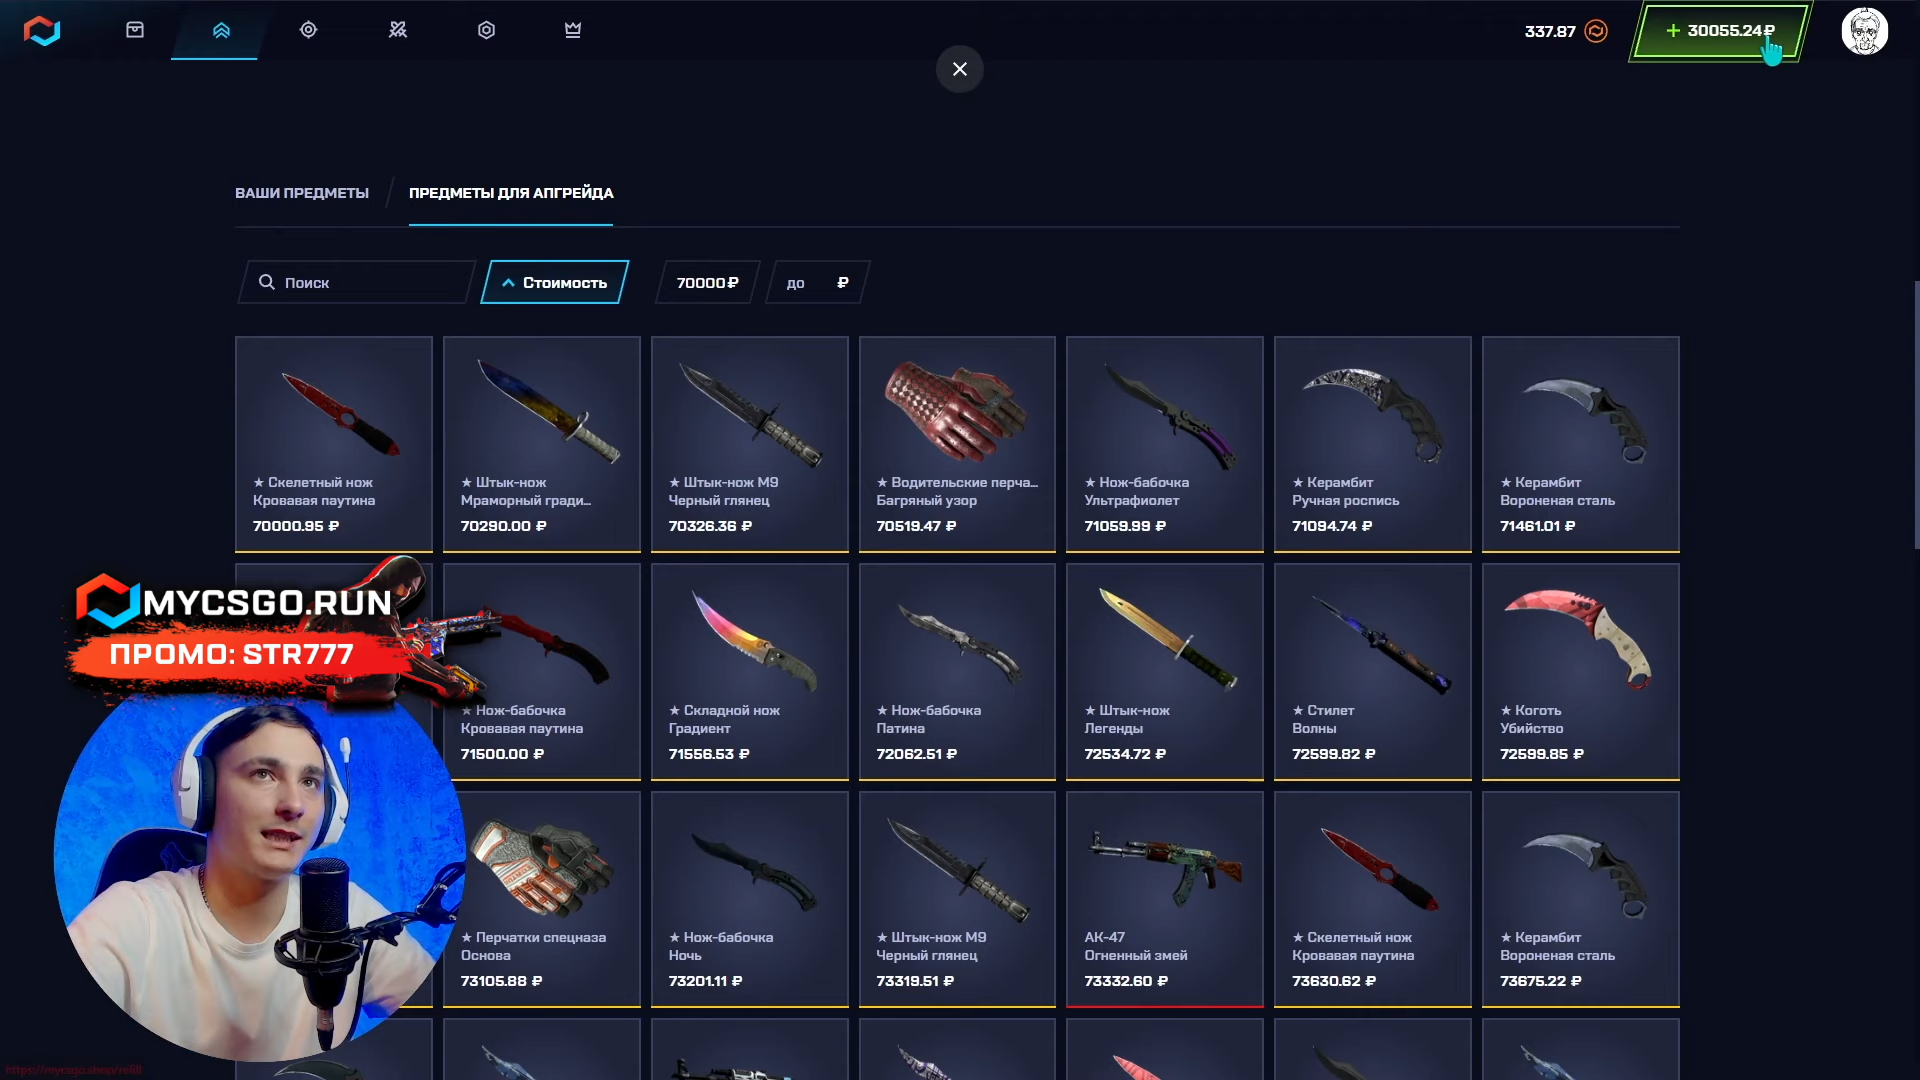 337.87
+ 30055.24₽
ВАШИ ПРЕДМЕТЫ
ПРЕДМЕТЫ ДЛЯ АПГРЕЙДА
Поиск
Стоимость
70000₽
до ₽
★ Скелетный нож
Кровавая паутина
70000.95 ₽
★ Штык-нож
Мраморный гради...
70290.00 ₽
★ Штык-нож M9
Черный глянец
70326.36 ₽
★ Водительские перча...
Багряный узор
70519.47 ₽
★ Нож-бабочка
Ультрафиолет
71059.99 ₽
★ Керамбит
Ручная роспись
71094.74 ₽
★ Керамбит
Вороненая сталь
71461.01 ₽
MYCSGO.RUN
ПРОМО: STR777
★ Нож-бабочка
Кровавая паутина
71500.00 ₽
★ Складной нож
Градиент
71556.53 ₽
★ Нож-бабочка
Патина
72062.51 ₽
★ Штык-нож
Легенды
72534.72 ₽
★ Стилет
Волны
72599.82 ₽
★ Коготь
Убийство
72599.85 ₽
★ Перчатки спецназа
Основа
73105.88 ₽
★ Нож-бабочка
Ночь
73201.11 ₽
★ Штык-нож M9
Черный глянец
73319.51 ₽
АК-47
Огненный змей
73332.60 ₽
★ Скелетный нож
Кровавая паутина
73630.62 ₽
★ Керамбит
Вороненая сталь
73675.22 ₽
https://mycsgo.shop/refill